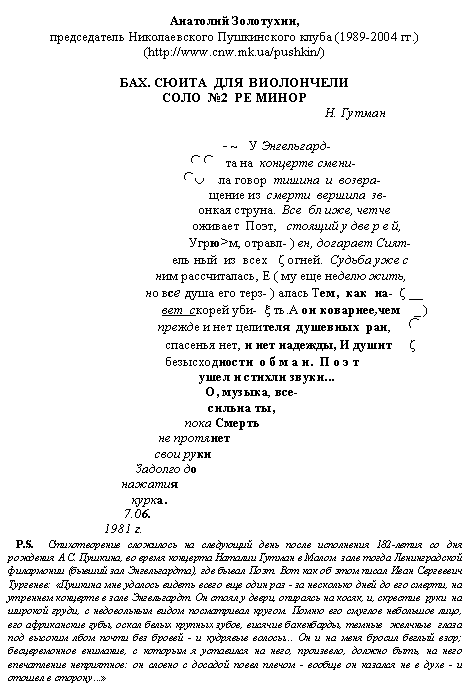 Анатолий Золотухин,
председатель Николаевского Пушкинского клуба (1989-2004 гг.)
(http://www.cnw.mk.ua/pushkin/)
БАХ. СЮИТА ДЛЯ ВИОЛОНЧЕЛИ
СОЛО №2 РЕ МИНОР
Н. Гутман
- ~ У Энгельгард-
та на концерте смени-
ла говор тишина и возвра-
щение из смерти вершила зв-
онкая струна. Все ближе, четче
оживает Поэт, стоящий у дверей,
Угрю>м, отравл- ) ен, догарает Сият-
ель ный из всех ζ огней. Судьба уже с
ним рассчиталась, Е ( му еще неделю жить,
но все душа его терз- ) алась Тем, как на- ζ __
вет скорей уби- ξ ть.А он коварнее,чем _)
прежде и нет целителя душевных ран,
спасенья нет, и нет надежды, И душит ζ
безысходности обман. Поэт
ушел и стихли звуки...
О, музыка, все-
сильна ты,
пока Смерть
не протянет
свои руки
Задолго до
нажатия
курка.
7.06.
1981 г.
P.S. Стихотворение сложилось на следующий день после исполнения 182-летия со дня
рождения А.С. Пушкина, во время концерта Наталии Гутман в Малом зале тогда Ленинградской
филармонии (бывший зал Энгельгардта), где бывал Поэт. Вот как об этом писал Иван Сергеевич
Тургенев: «Пушкина мне удалось видеть всего еще один раз - за несколько дней до его смерти, на
утреннем концерте в зале Энгельгардт. Он стоял у двери, опираясь на косяк, и, скрестив руки на
широкой груди, с недовольным видом посматривал кругом. Помню его смуглое небольшое лицо,
его африканские губы, оскал белых крупных зубов, висячие бакенбарды, темные желчные глаза
под высоким лбом почти без бровей - и кудрявые волосы... Он и на меня бросил беглый взор;
бесцеремонное внимание, с которым я уставился на него, произвело, должно быть, на него
впечатление неприятное: он словно с досадой повел плечом - вообще он казался не в духе - и
отошел в сторону...»